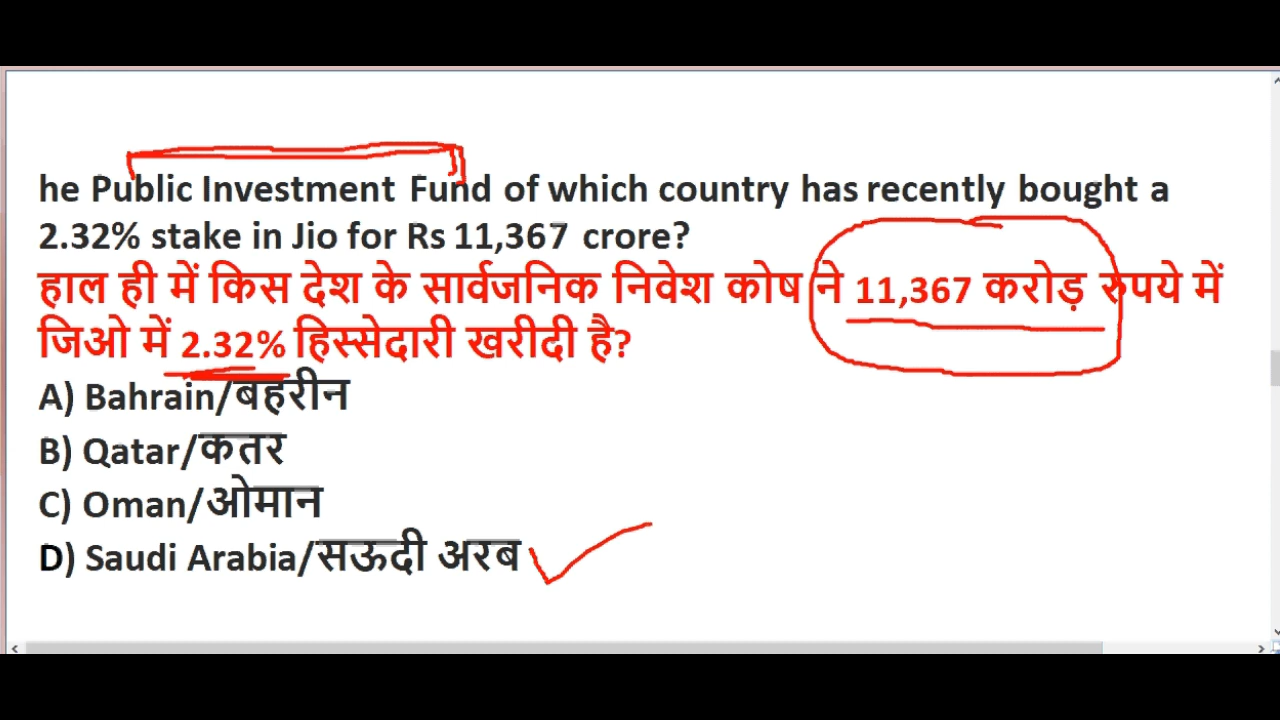 he Public Investment Fund of which country has recently bought a
2.32% stake in Jio for Rs 11,367 crore?
हाल ही में किस देश के सार्वजनिक निवेश कोष ने 11,367 करोड़ रुपये में
जिओ में 2.32% हिस्सेदारी खरीदी है?
A) Bahrain/बहरीन
B) Qatar/कतर
C) Oman/ओमान
D) Saudi Arabia/सऊदी अरब